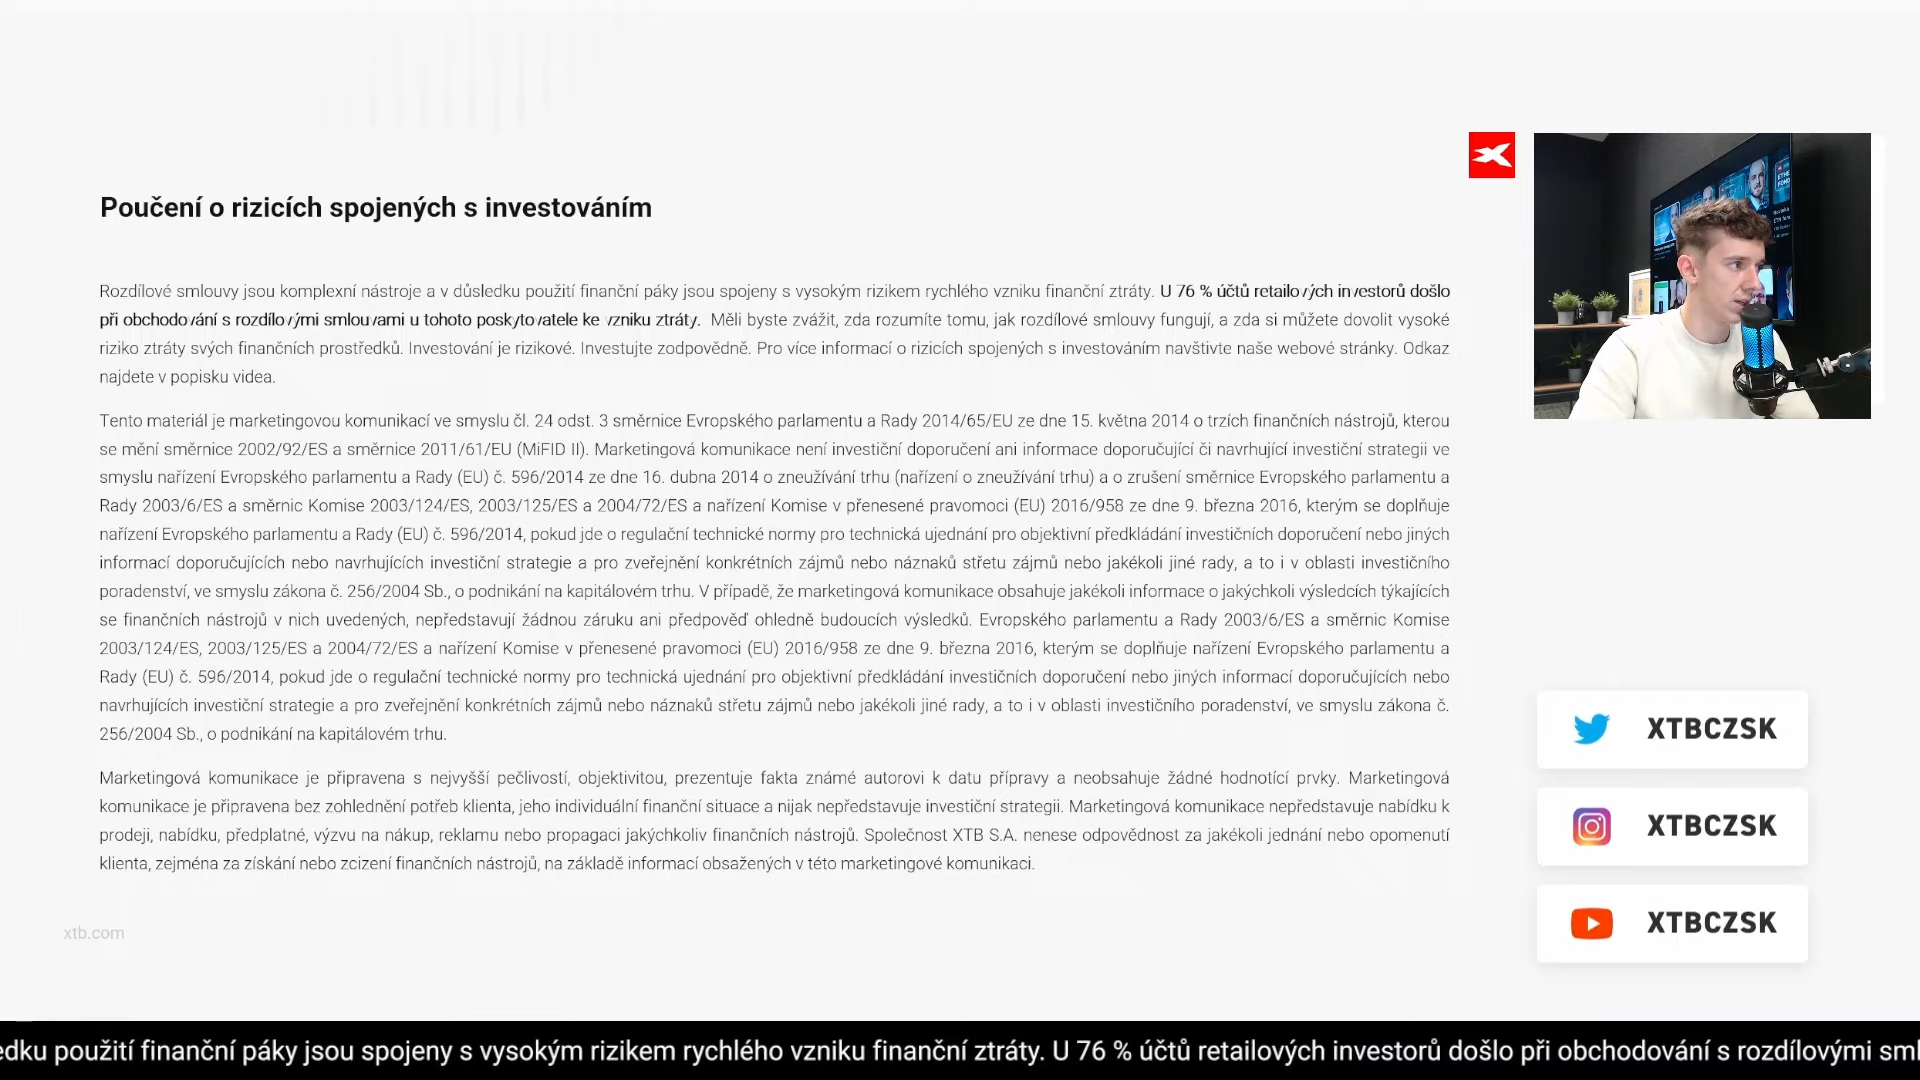 Poučení o rizicích spojených s investováním
Rozdílové smlouvy jsou komplexní nástroje a v důsledku použití finanční páky jsou spojeny s vysokým rizikem rychlého vzniku finanční ztráty. U 76 % účtů retailových investorů došlo
při obchodování s rozdílovými smlouvami u tohoto poskytovatele ke vzniku ztráty. Měli byste zvážit, zda rozumíte tomu, jak rozdílové smlouvy fungují, a zda si můžete dovolit vysoké
riziko ztráty svých finančních prostředků. Investování je rizikové. Investujte zodpovědně. Pro více informací o rizicích spojených s investováním navštivte naše webové stránky. Odkaz
najdete v popisku videa.
Tento materiál je marketingovou komunikací ve smyslu čl. 24 odst. 3 směrnice Evropského parlamentu a Rady 2014/65/EU ze dne 15. května 2014 o trzích finančních nástrojů, kterou
se mění směrnice 2002/92/ES a směrnice 2011/61/EU (MiFID II). Marketingová komunikace není investiční doporučení ani informace doporučující či navrhující investiční strategii ve
smyslu nařízení Evropského parlamentu a Rady (EU) č. 596/2014 ze dne 16. dubna 2014 o zneužívání trhu (nařízení o zneužívání trhu) a o zrušení směrnice Evropského parlamentu a
Rady 2003/6/ES a směrnic Komise 2003/124/ES, 2003/125/ES a 2004/72/ES a nařízení Komise v přenesené pravomoci (EU) 2016/958 ze dne 9. března 2016, kterým se doplňuje
nařízení Evropského parlamentu a Rady (EU) č. 596/2014, pokud jde o regulační technické normy pro technická ujednání pro objektivní předkládání investičních doporučení nebo jiných
informací doporučujících nebo navrhujících investiční strategie a pro zveřejnění konkrétních zájmů nebo náznaků střetu zájmů nebo jakékoli jiné rady, a to i v oblasti investičního
poradenství, ve smyslu zákona č. 256/2004 Sb., o podnikání na kapitálovém trhu. V případě, že marketingová komunikace obsahuje jakékoli informace o jakýchkoli výsledcích týkajících
se finančních nástrojů v nich uvedených, nepředstavují žádnou záruku ani předpověď ohledně budoucích výsledků. Evropského parlamentu a Rady 2003/6/ES a směrnic Komise
2003/124/ES, 2003/125/ES a 2004/72/ES a nařízení Komise v přenesené pravomoci (EU) 2016/958 ze dne 9. března 2016, kterým se doplňuje nařízení Evropského parlamentu a
Rady (EU) č. 596/2014, pokud jde o regulační technické normy pro technická ujednání pro objektivní předkládání investičních doporučení nebo jiných informací doporučujících nebo
navrhujících investiční strategie a pro zveřejnění konkrétních zájmů nebo náznaků střetu zájmů nebo jakékoli jiné rady, a to i v oblasti investičního poradenství, ve smyslu zákona č.
256/2004 Sb., o podnikání na kapitálovém trhu.
Marketingová komunikace je připravena s nejvyšší pečlivostí, objektivitou, prezentuje fakta známé autorovi k datu přípravy a neobsahuje žádné hodnotící prvky. Marketingová
komunikace je připravena bez zohlednění potřeb klienta, jeho individuální finanční situace a nijak nepředstavuje investiční strategii. Marketingová komunikace nepředstavuje nabídku k
prodeji, nabídku, předplatné, výzvu na nákup, reklamu nebo propagaci jakýchkoliv finančních nástrojů. Společnost XTB S.A. nenese odpovědnost za jakékoli jednání nebo opomenutí
klienta, zejména za získání nebo zcizení finančních nástrojů, na základě informací obsažených v této marketingové komunikaci.
XTBCZSK
XTBCZSK
XTBCZSK
xtb.com
edku použití finanční páky jsou spojeny s vysokým rizikem rychlého vzniku finanční ztráty. U 76 % účtů retailových investorů došlo při obchodování s rozdílovými sml